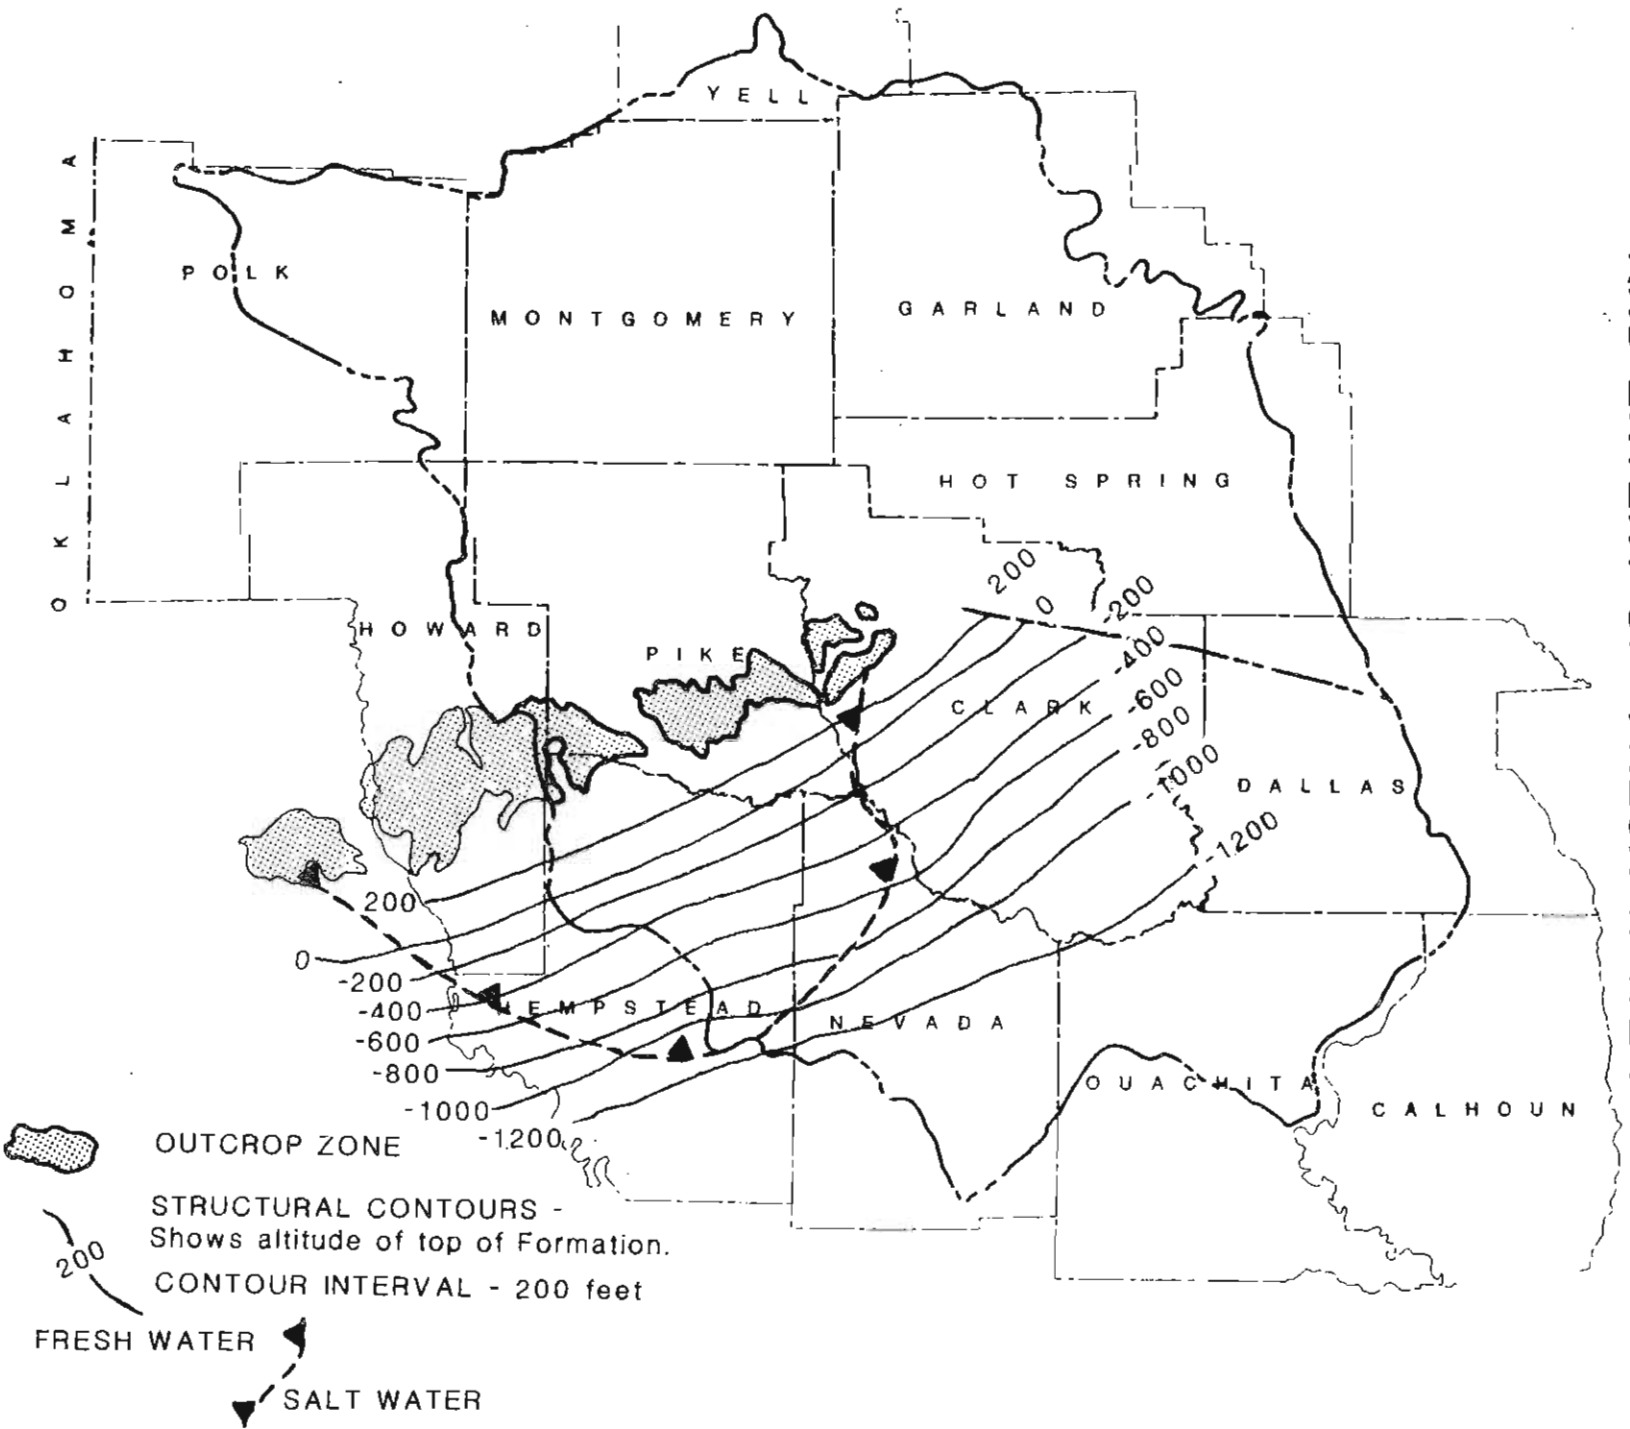 YELL
OKLAHOMA
POLK
MONTGOMERY
GARLAND
HOT SPRING
200
0
-200
HOWARD
-400
PIKE
-600
CLARK
-800
-1000
DALLAS
-1200
200
0
-200
-400
HEMPSTEAD
NEVADA
-600
-800
OUACHITA
CALHOUN
-1000
-1200
OUTCROP ZONE
STRUCTURAL CONTOURS -
Shows altitude of top of Formation.
200
CONTOUR INTERVAL - 200 feet
FRESH WATER
SALT WATER